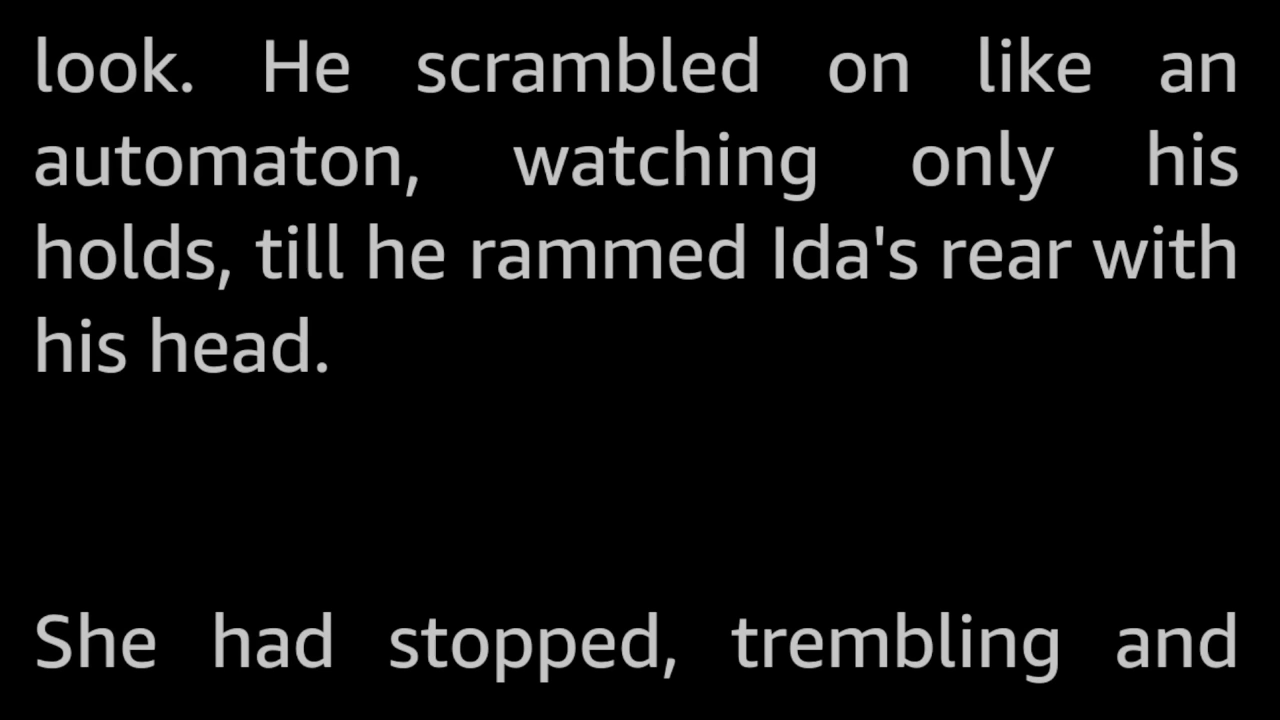 look. He scrambled on like an
automaton, watching only his
holds, till he rammed Ida's rear with
his head.
She had stopped, trembling and